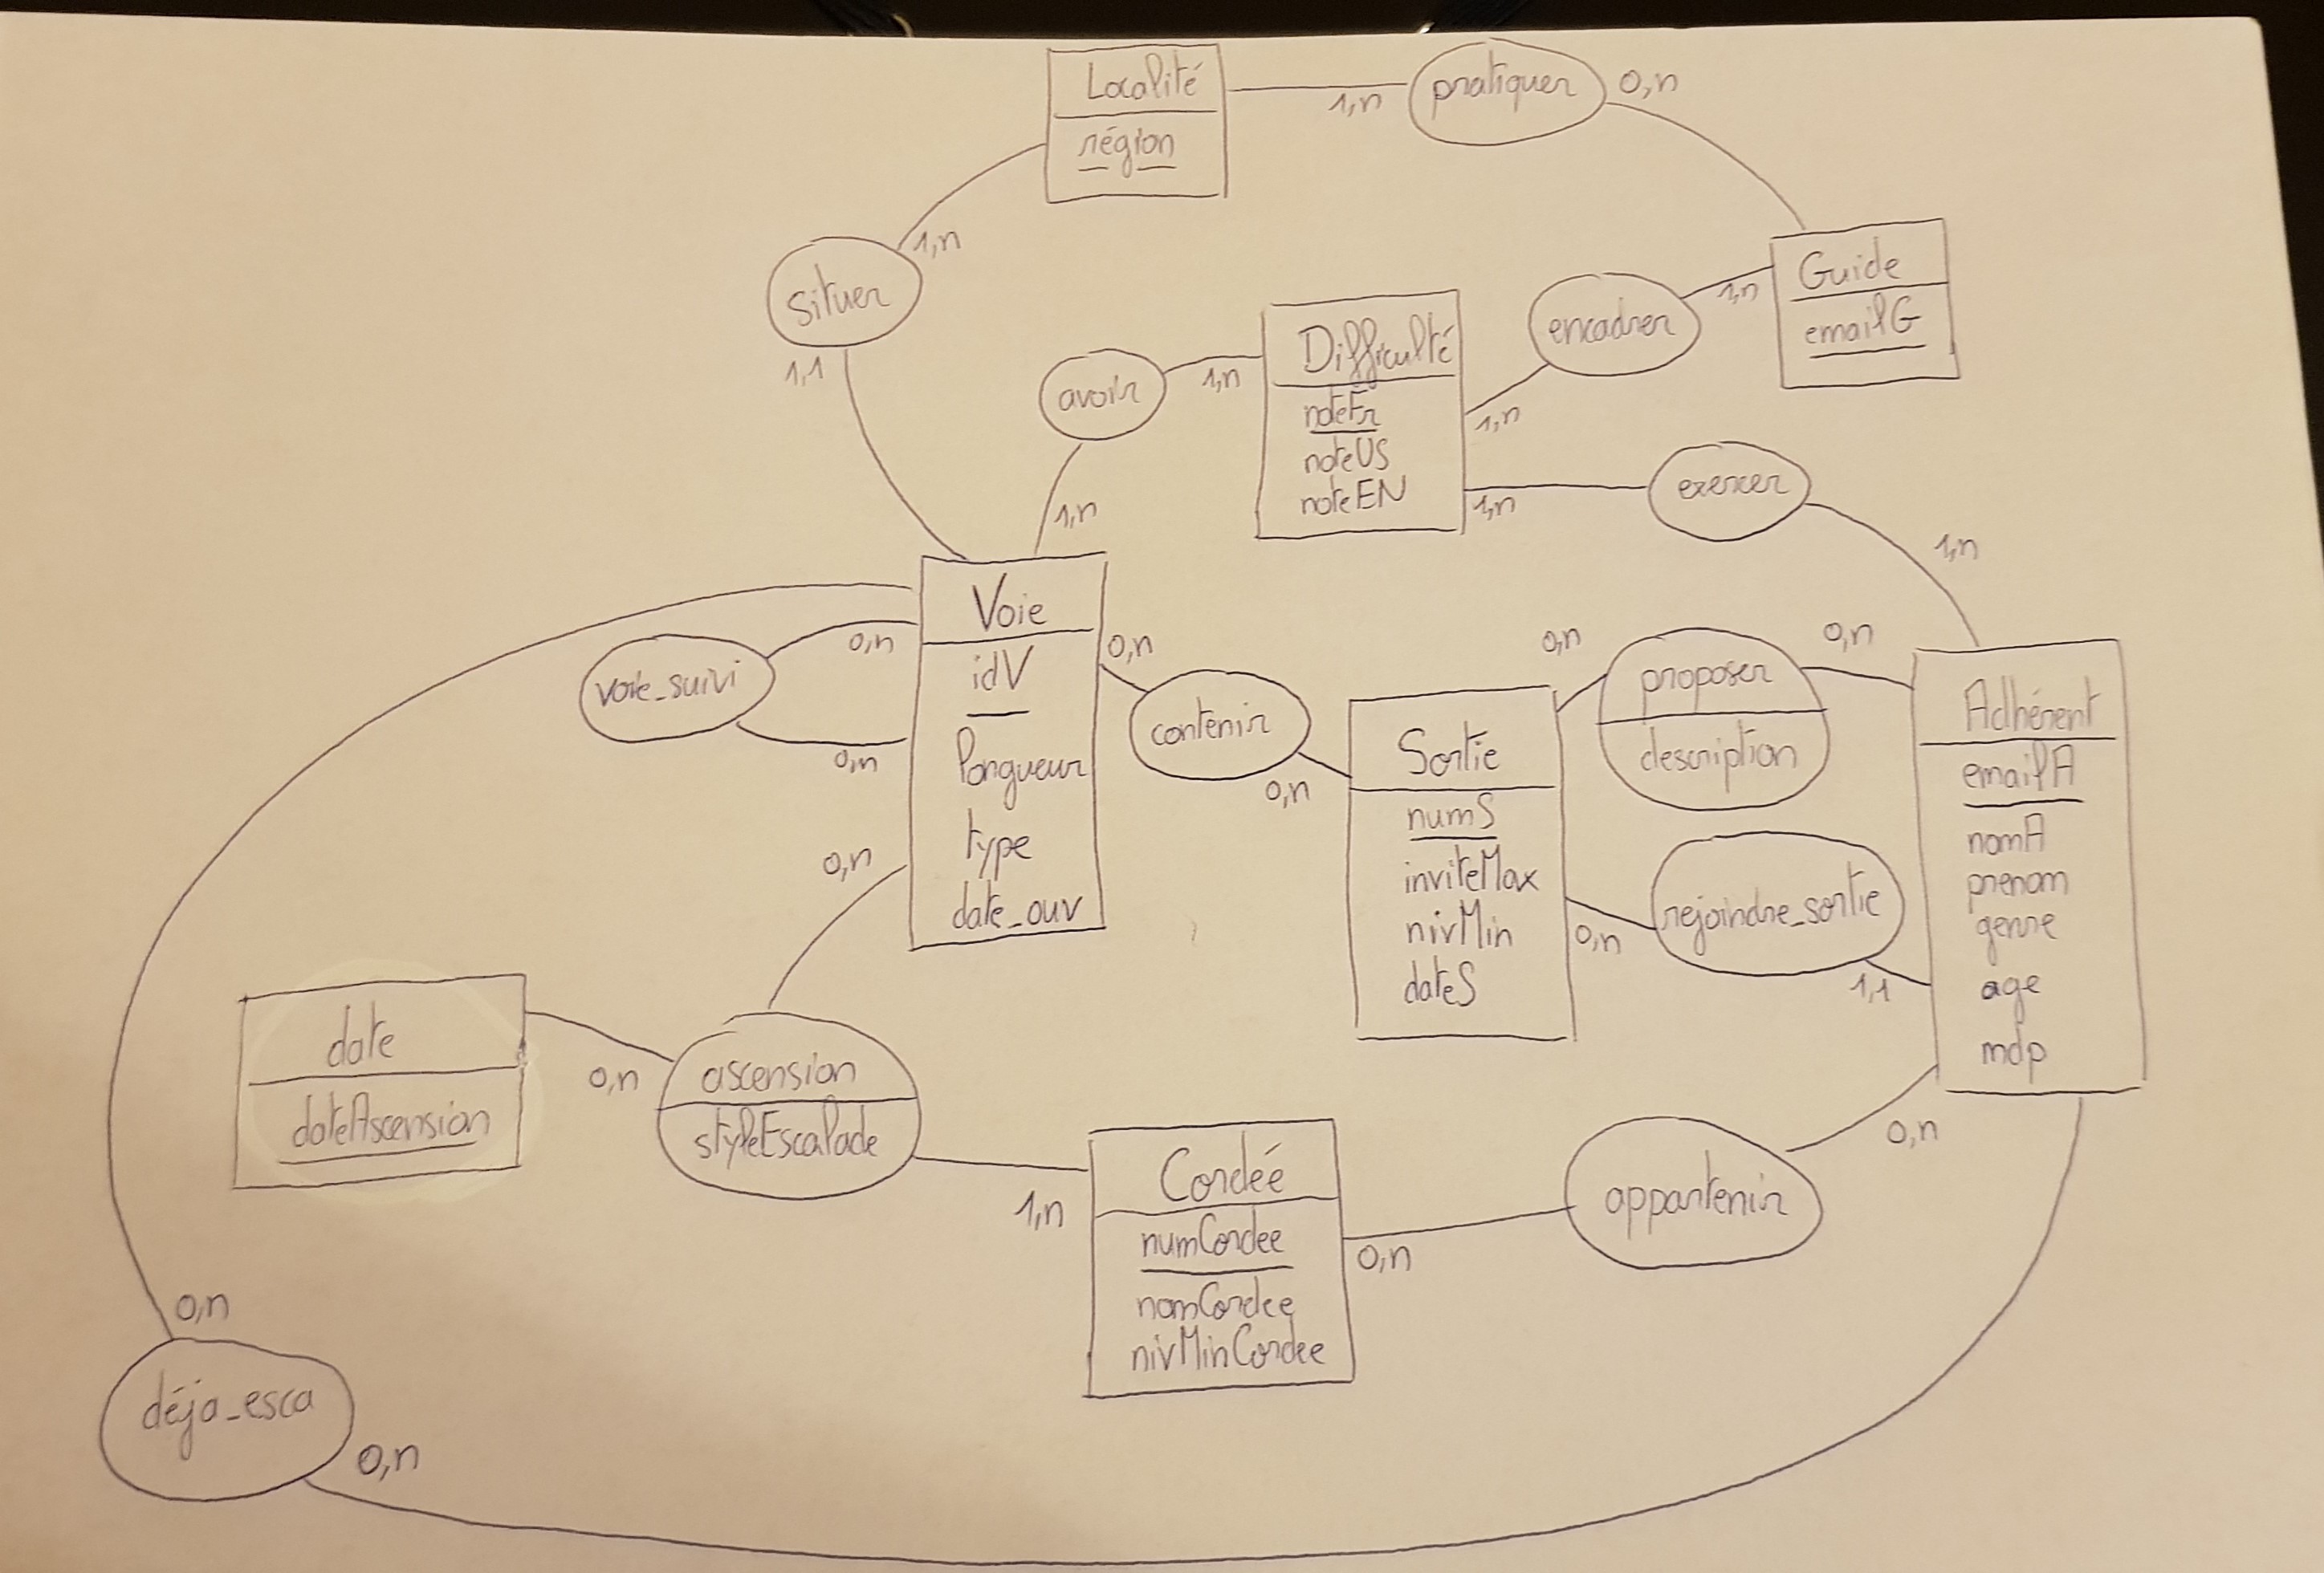 Localité
région
1,n
pratiquer
0,n
situer
1,n
1,1
Guide
emailG
encadrer
1,n
1,n
Difficulté
noteFr
noteUS
noteEN
avoir
1,n
1,n
exercer
1,n
1,n
Voie
idV
longueur
type
date_ouv
voie_suivi
0,n
0,n
contenir
0,n
0,n
Sortie
numS
inviteMax
nivMin
dateS
proposer
description
0,n
0,n
Adhérent
emailA
nomA
prenom
genre
age
mdp
rejoindre_sortie
0,n
1,1
date
dateAscension
0,n
ascension
styleEscalade
0,n
1,n
Cordée
numCordee
nomCordee
nivMinCordee
appartenir
0,n
0,n
déja_esca
0,n
0,n